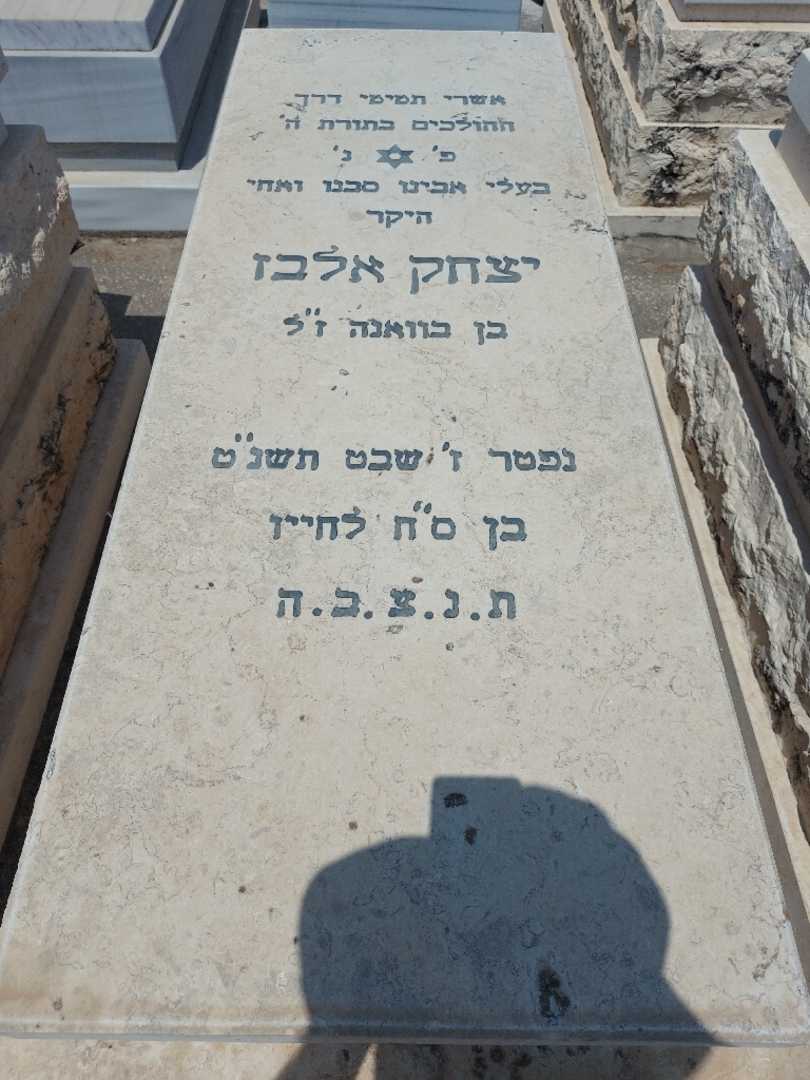 אשרי תמימי דרך
ההולכים בתורת ה'
פ' נ'
בעלי אבינו סבנו ואחי
היקר
יצחק אלבז
בן בוואנה ז"ל
נפטר ז' שבט תשנ"ט
בן ס"ח לחייו
ת.נ.צ.ב.ה